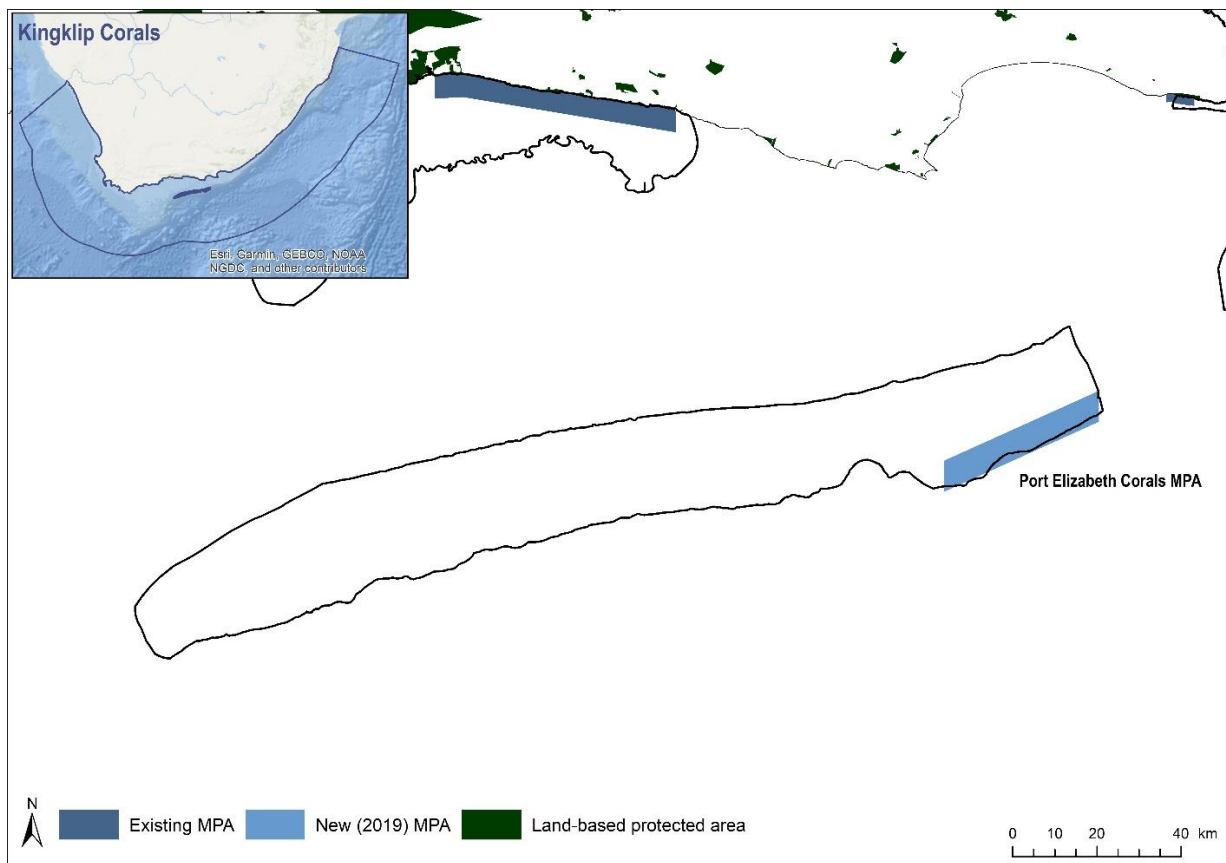 Kingklip Corals
Esri, Garmin, GEBCO, NOAA
NGDC, and other contributors
Port Elizabeth Corals MPA
N
Existing MPA
New (2019) MPA
Land-based protected area
0 10 20 40 km